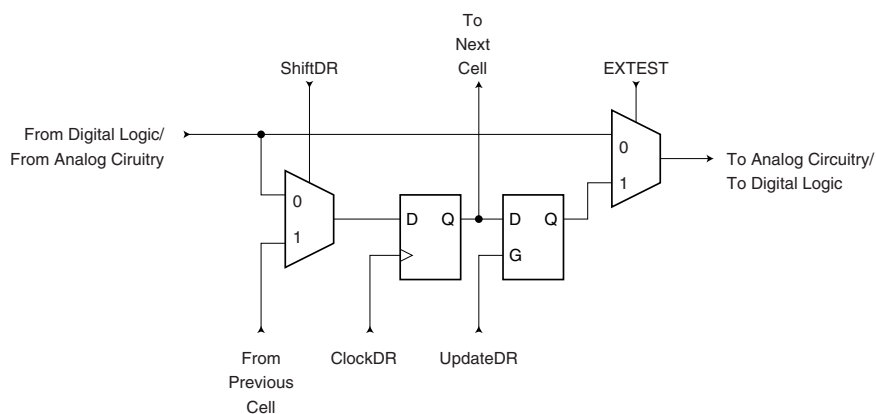 To
Next
Cell
ShiftDR
EXTEST
From Digital Logic/
From Analog Ciruitry
0
1
To Analog Circuitry/
To Digital Logic
0
1
D Q
D Q
G
From
Previous
Cell
ClockDR
UpdateDR